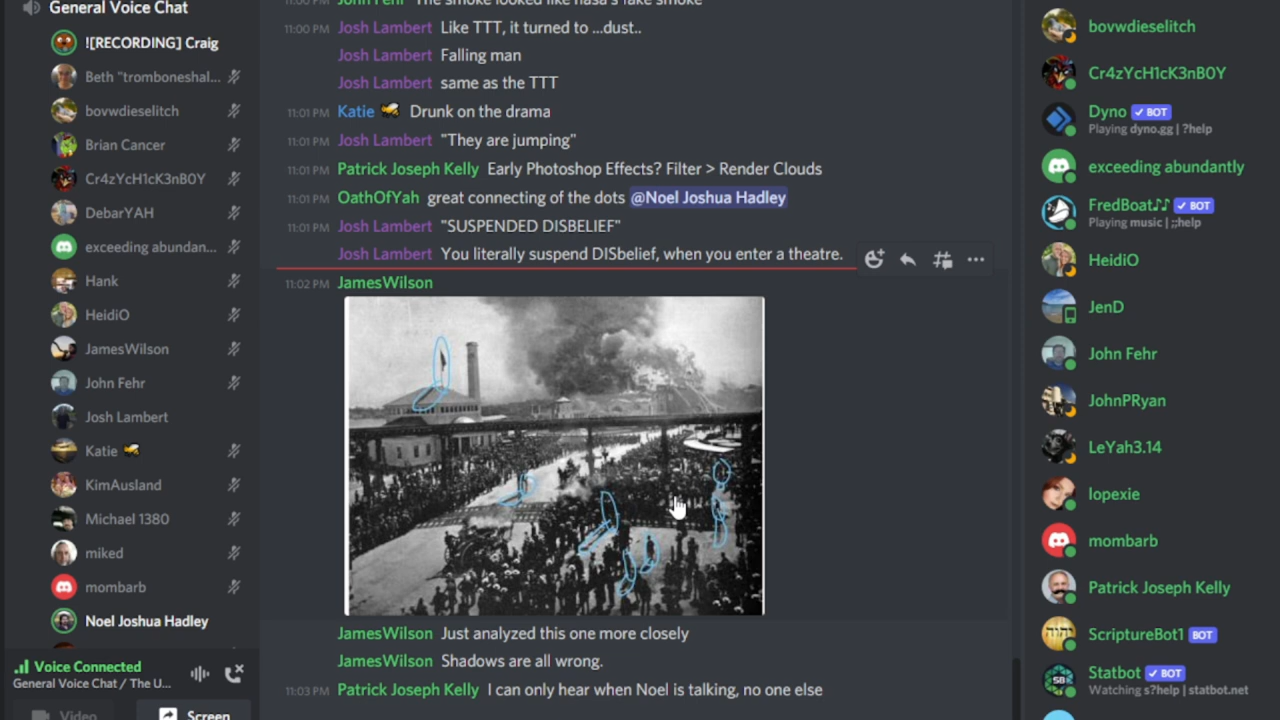 General Voice Chat
![RECORDING] Craig
Beth "tromboneshal...
bovwdieselitch
Brian Cancer
Cr4zYcH1cK3nB0Y
DebarYAH
exceeding abundan...
Hank
HeidiO
JamesWilson
John Fehr
Josh Lambert
Katie
KimAusland
Michael 1380
miked
mombarb
Noel Joshua Hadley
Voice Connected
General Voice Chat / The U...
Video
Screen
11:00 PM John Fehr The smoke looked like nasa's fake smoke
11:00 PM Josh Lambert Like TTT, it turned to ...dust..
Josh Lambert Falling man
Josh Lambert same as the TTT
11:01 PM Katie Drunk on the drama
11:01 PM Josh Lambert "They are jumping"
11:01 PM Patrick Joseph Kelly Early Photoshop Effects? Filter > Render Clouds
11:01 PM OathOfYah great connecting of the dots @Noel Joshua Hadley
11:01 PM Josh Lambert "SUSPENDED DISBELIEF"
Josh Lambert You literally suspend DISbelief, when you enter a theatre.
11:02 PM JamesWilson
JamesWilson Just analyzed this one more closely
JamesWilson Shadows are all wrong.
11:03 PM Patrick Joseph Kelly I can only hear when Noel is talking, no one else
bovwdieselitch
Cr4zYcH1cK3nB0Y
Dyno ✓ BOT
Playing dyno.gg | ?help
exceeding abundantly
FredBoat♪♪ ✓ BOT
Playing music | ;;help
HeidiO
JenD
John Fehr
JohnPRyan
LeYah3.14
lopexie
mombarb
Patrick Joseph Kelly
ScriptureBot1 BOT
Statbot ✓ BOT
Watching s?help | statbot.net